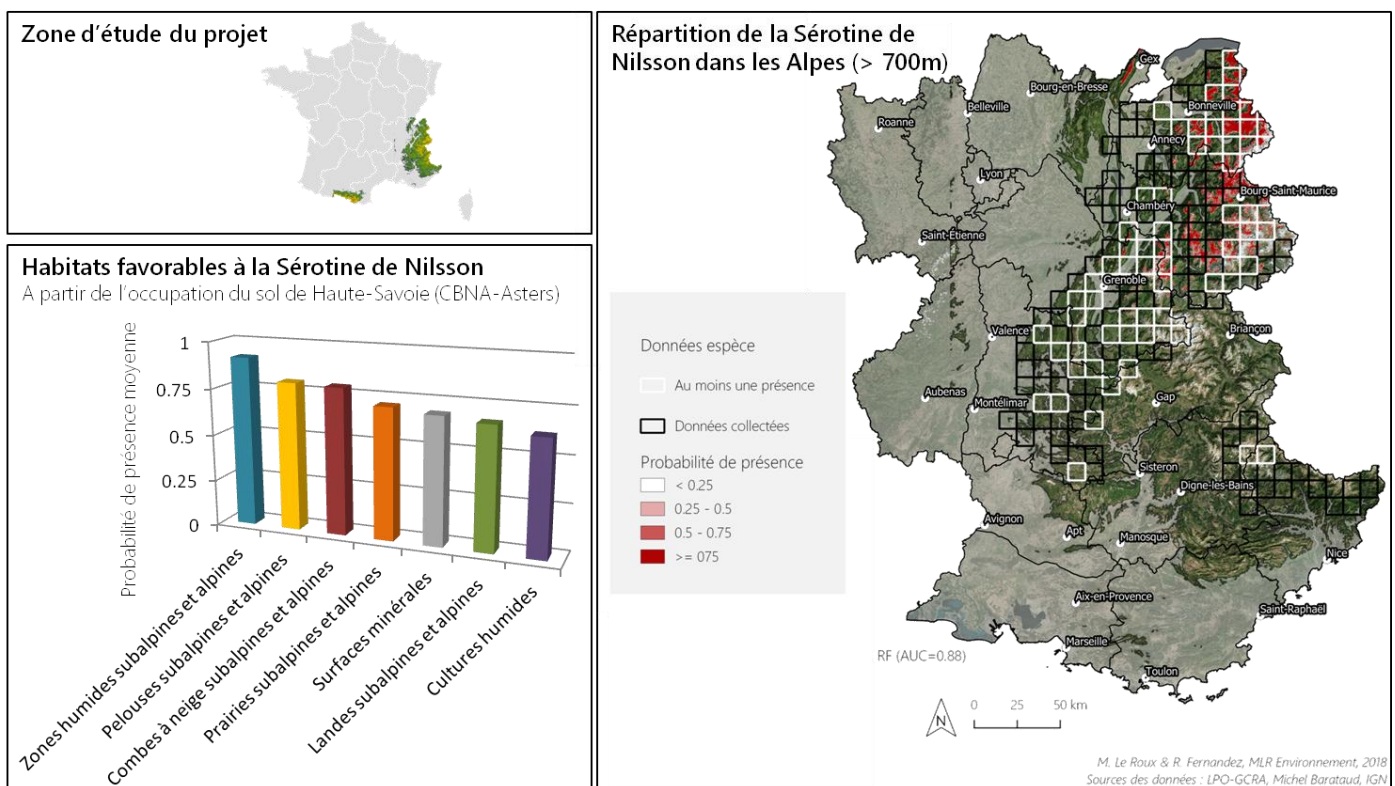 Zone d'étude du projet
Habitats favorables à la Sérotine de Nilsson
A partir de l'occupation du sol de Haute-Savoie (CBNA-Asters)
Probabilité de présence moyenne
1
0.75
0.5
0.25
0
Zones humides subalpines et alpines
Pelouses subalpines et alpines
Combes à neige subalpines et alpines
Prairies subalpines et alpines
Surfaces minérales
Landes subalpines et alpines
Cultures humides
Répartition de la Sérotine de
Nilsson dans les Alpes (> 700m)
Gex
Bourg-en-Bresse
Bonneville
Belleville
Roanne
Annecy
Lyon
Bourg-Saint-Maurice
Chambéry
Saint-Étienne
Grenoble
Valence
Briançon
Aubenas
Montélimar
Gap
Sisteron
Digne-les-Bains
Avignon
Apt
Manosque
Nice
Aix-en-Provence
Saint-Raphaël
Marseille
Toulon
Données espèce
Au moins une présence
Données collectées
Probabilité de présence
< 0.25
0.25 - 0.5
0.5 - 0.75
>= 075
RF (AUC=0.88)
N
0 25 50 km
M. Le Roux & R. Fernandez, MLR Environnement, 2018
Sources des données : LPO-GCRA, Michel Barataud, IGN